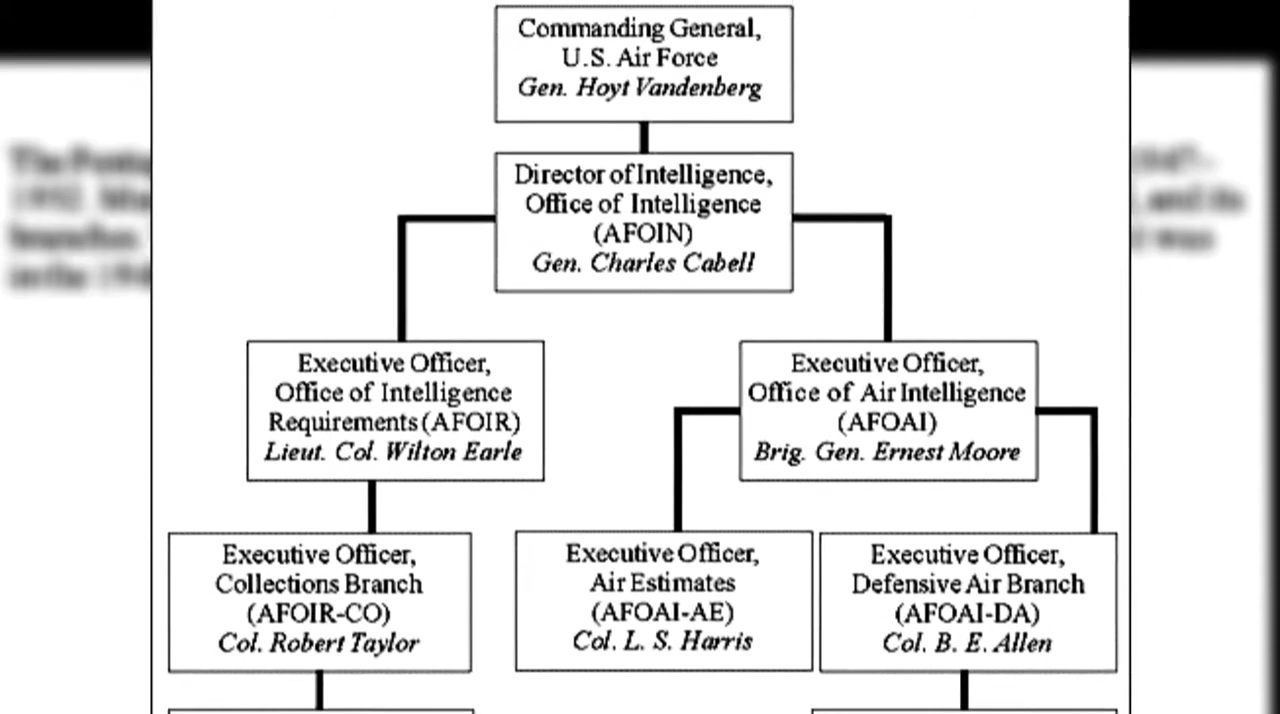 Commanding General,
U.S. Air Force
Gen. Hoyt Vandenberg
Director of Intelligence,
Office of Intelligence
(AFOIN)
Gen. Charles Cabell
Executive Officer,
Office of Intelligence
Requirements (AFOIR)
Lieut. Col. Wilton Earle
Executive Officer,
Office of Air Intelligence
(AFOAI)
Brig. Gen. Ernest Moore
Executive Officer,
Collections Branch
(AFOIR-CO)
Col. Robert Taylor
Executive Officer,
Air Estimates
(AFOAI-AE)
Col. L. S. Harris
Executive Officer,
Defensive Air Branch
(AFOAI-DA)
Col. B. E. Allen